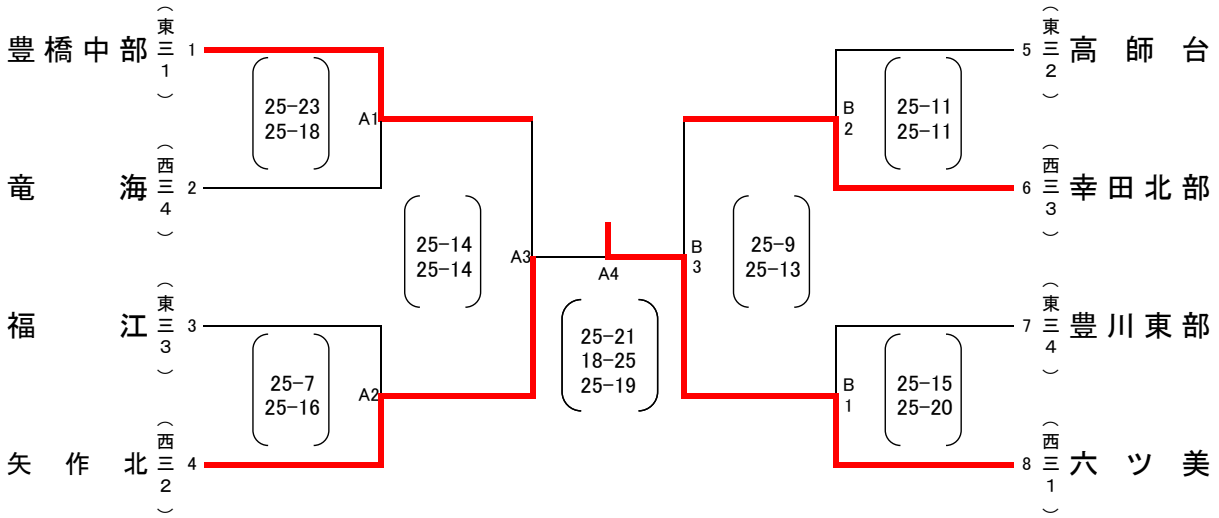 豊橋中部 （東三1） 1
25-23
25-18
A1
竜海 （西三4） 2
25-14
25-14
A3
福江 （東三3） 3
25-7
25-16
A2
矢作北 （西三2） 4
A4
25-21
18-25
25-19
5 （東三2） 高師台
B2
25-11
25-11
6 （西三3） 幸田北部
B3
25-9
25-13
7 （東三4） 豊川東部
B1
25-15
25-20
8 （西三1） 六ツ美